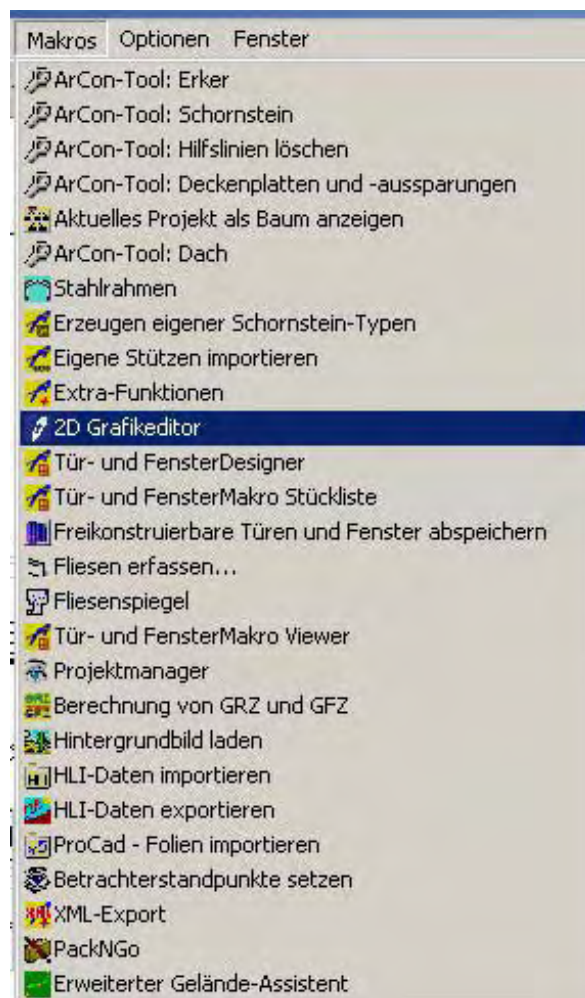 Makros Optionen Fenster
ArCon-Tool: Erker
ArCon-Tool: Schornstein
ArCon-Tool: Hilfslinien löschen
ArCon-Tool: Deckenplatten und -aussparungen
Aktuelles Projekt als Baum anzeigen
ArCon-Tool: Dach
Stahlrahmen
Erzeugen eigener Schornstein-Typen
Eigene Stützen importieren
Extra-Funktionen
2D Grafikeditor
Tür- und FensterDesigner
Tür- und FensterMakro Stückliste
Freikonstruierbare Türen und Fenster abspeichern
Fliesen erfassen...
Fliesenspiegel
Tür- und FensterMakro Viewer
Projektmanager
Berechnung von GRZ und GFZ
Hintergrundbild laden
HLI-Daten importieren
HLI-Daten exportieren
ProCad - Folien importieren
Betrachterstandpunkte setzen
XML-Export
PackNGo
Erweiterter Gelände-Assistent